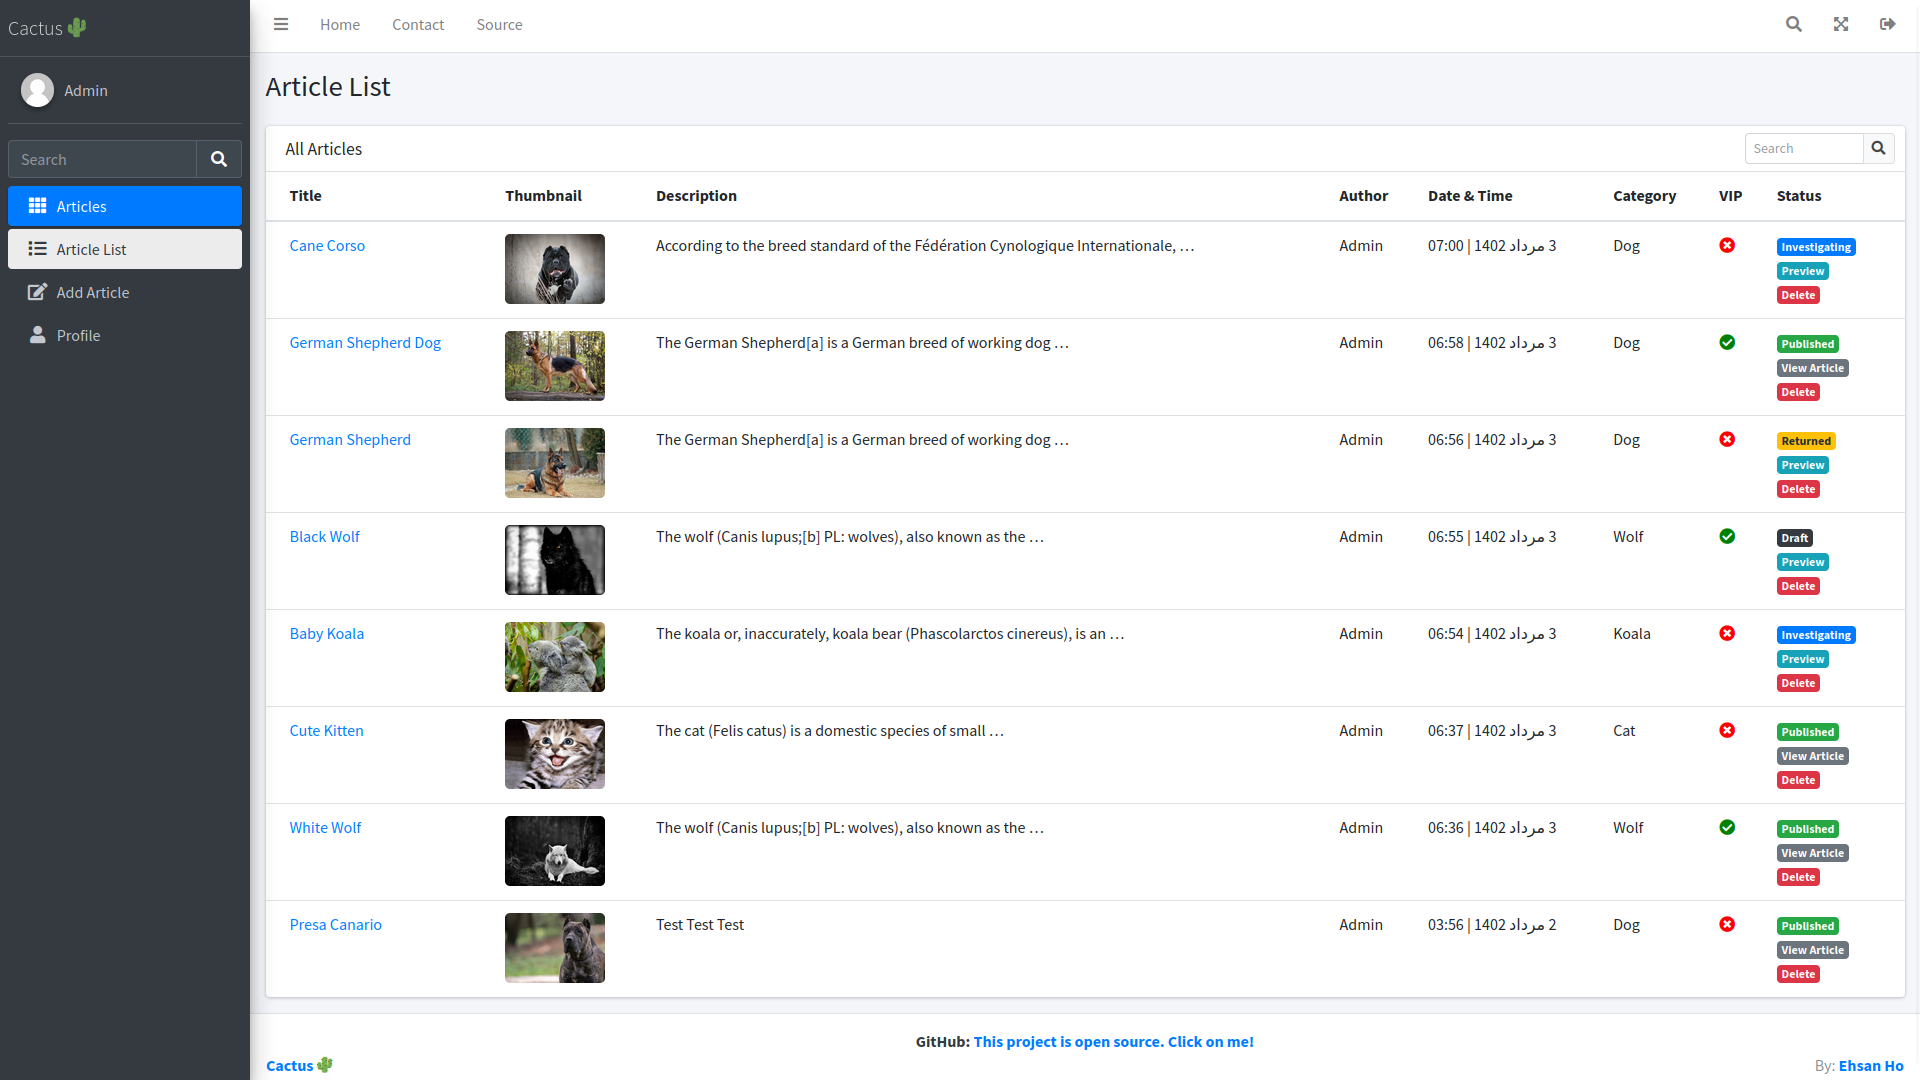 Cactus
Admin
Search
Articles
Article List
Add Article
Profile
Home Contact Source
Article List
All Articles
Search
Title Thumbnail Description Author Date & Time Category VIP Status
Cane Corso According to the breed standard of the Fédération Cynologique Internationale, … Admin 07:00 | 1402 مرداد 3 Dog Investigating
Preview
Delete
German Shepherd Dog The German Shepherd[a] is a German breed of working dog … Admin 06:58 | 1402 مرداد 3 Dog Published
View Article
Delete
German Shepherd The German Shepherd[a] is a German breed of working dog … Admin 06:56 | 1402 مرداد 3 Dog Returned
Preview
Delete
Black Wolf The wolf (Canis lupus;[b] PL: wolves), also known as the … Admin 06:55 | 1402 مرداد 3 Wolf Draft
Preview
Delete
Baby Koala The koala or, inaccurately, koala bear (Phascolarctos cinereus), is an … Admin 06:54 | 1402 مرداد 3 Koala Investigating
Preview
Delete
Cute Kitten The cat (Felis catus) is a domestic species of small … Admin 06:37 | 1402 مرداد 3 Cat Published
View Article
Delete
White Wolf The wolf (Canis lupus;[b] PL: wolves), also known as the … Admin 06:36 | 1402 مرداد 3 Wolf Published
View Article
Delete
Presa Canario Test Test Test Admin 03:56 | 1402 مرداد 2 Dog Published
View Article
Delete
GitHub: This project is open source. Click on me!
Cactus By: Ehsan Ho